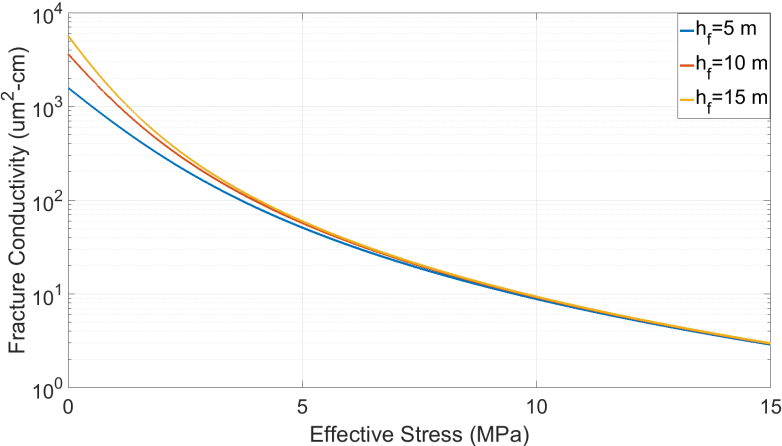 10^4
10^3
10^2
10^1
10^0
Fracture Conductivity (um^2-cm)
h_f=5 m
h_f=10 m
h_f=15 m
0
5
10
15
Effective Stress (MPa)